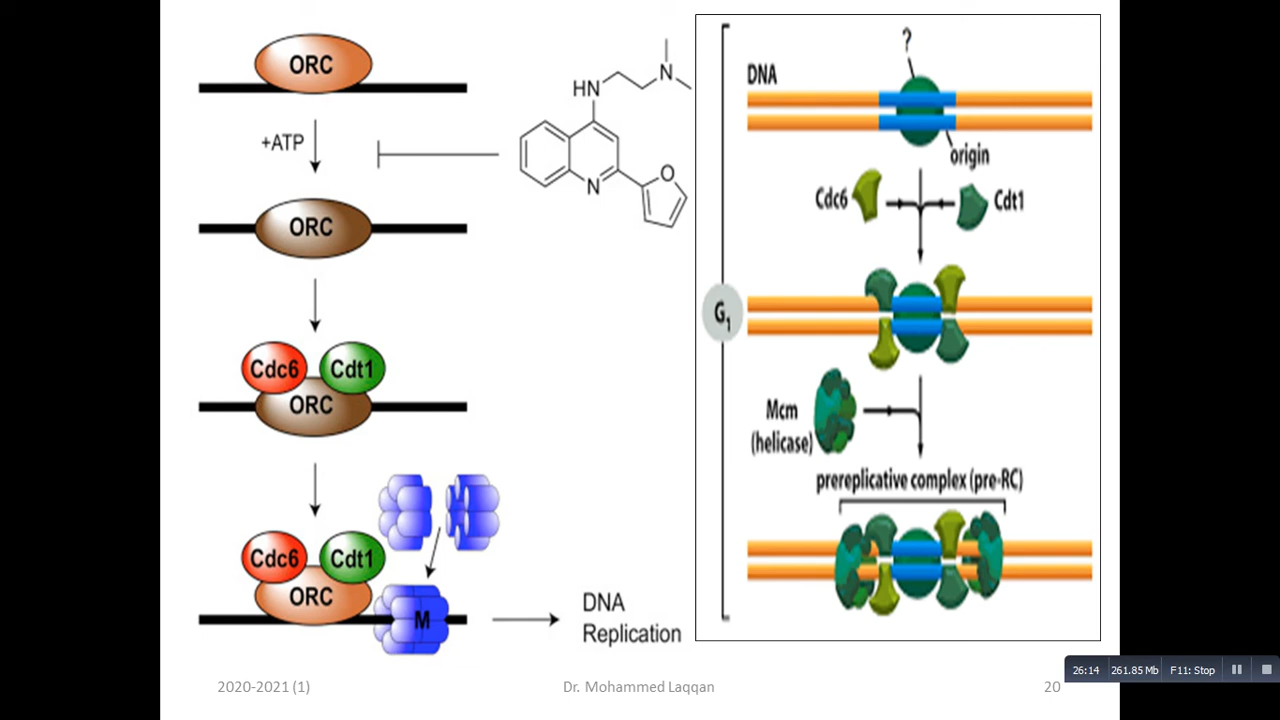 ORC
+ATP
ORC
Cdc6
Cdt1
ORC
Cdc6
Cdt1
ORC
M
DNA
Replication
HN
N
N
O
?
DNA
origin
Cdc6
Cdt1
G1
Mcm
(helicase)
prereplicative complex (pre-RC)
2020-2021 (1)
Dr. Mohammed Laqqan
20
26:14
261.85 Mb
F11: Stop